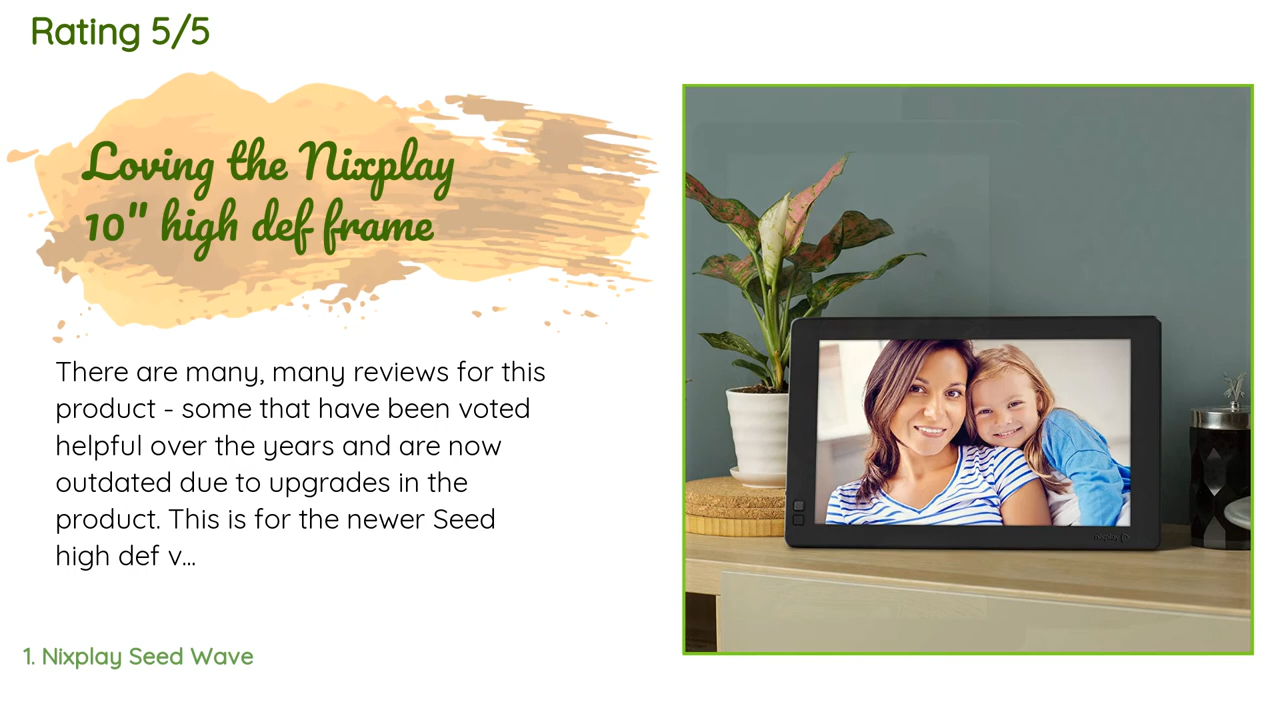 Rating 5/5
Loving the Nixplay
10" high def frame
There are many, many reviews for this
product - some that have been voted
helpful over the years and are now
outdated due to upgrades in the
product. This is for the newer Seed
high def v...
1. Nixplay Seed Wave
nixplay